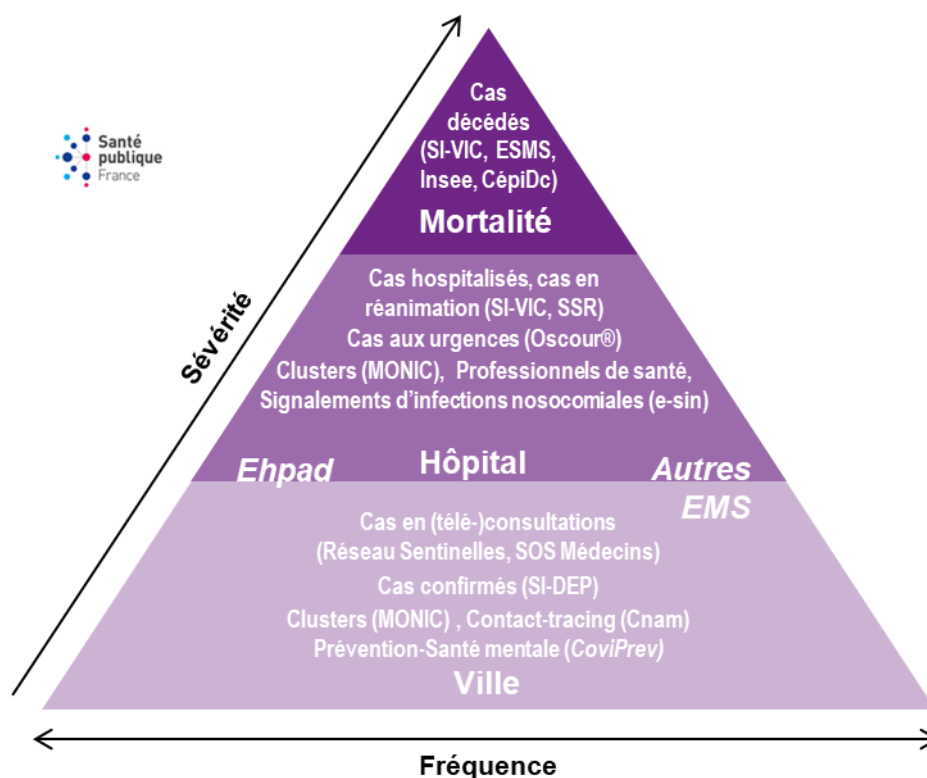 Santé
publique
France
Sévérité
Cas
décédés
(SI-VIC, ESMS,
Insee, CépiDc)
Mortalité
Cas hospitalisés, cas en
réanimation (SI-VIC, SSR)
Cas aux urgences (Oscour®)
Clusters (MONIC), Professionnels de santé,
Signalements d'infections nosocomiales (e-sin)
Ehpad
Hôpital
Autres
EMS
Cas en (télé-)consultations
(Réseau Sentinelles, SOS Médecins)
Cas confirmés (SI-DEP)
Clusters (MONIC) , Contact-tracing (Cnam)
Prévention-Santé mentale (CoviPrev)
Ville
Fréquence